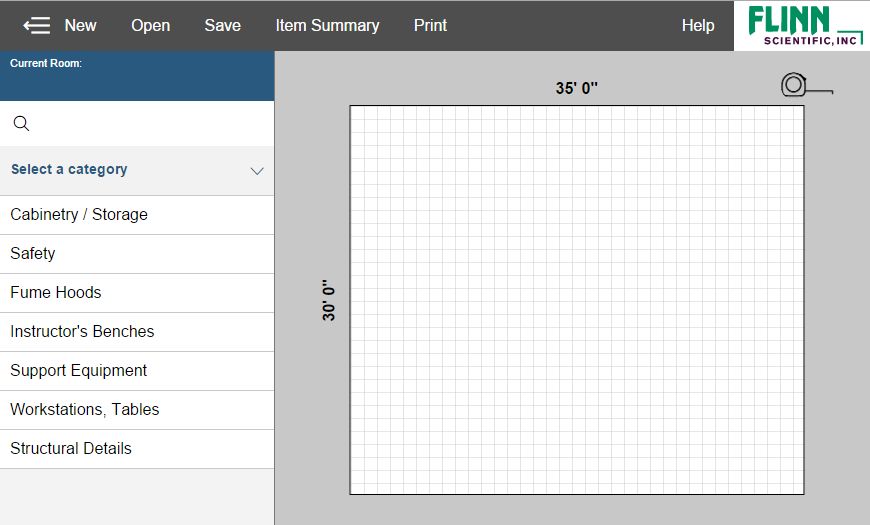 New Open Save Item Summary Print Help
FLINN
SCIENTIFIC, INC
Current Room:
Select a category
Cabinetry / Storage
Safety
Fume Hoods
Instructor's Benches
Support Equipment
Workstations, Tables
Structural Details
35' 0"
30' 0"